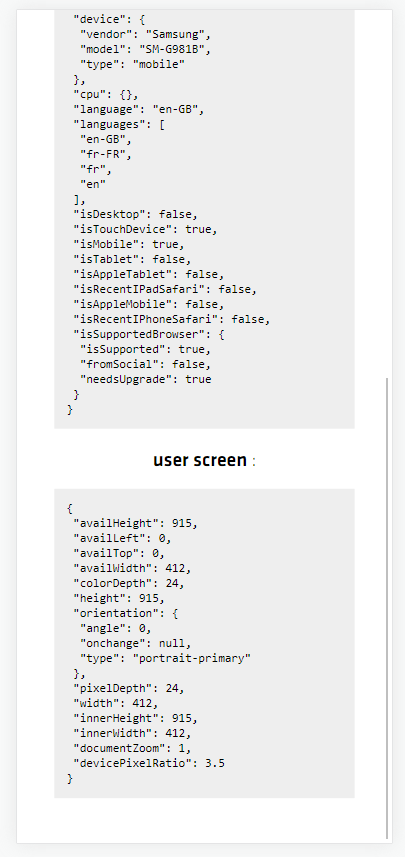 "device": {
"vendor": "Samsung",
"model": "SM-G981B",
"type": "mobile"
},
"cpu": {},
"language": "en-GB",
"languages": [
"en-GB",
"fr-FR",
"fr",
"en"
],
"isDesktop": false,
"isTouchDevice": true,
"isMobile": true,
"isTablet": false,
"isAppleTablet": false,
"isRecentIPadSafari": false,
"isAppleMobile": false,
"isRecentIPhoneSafari": false,
"isSupportedBrowser": {
"isSupported": true,
"fromSocial": false,
"needsUpgrade": true
}
}
user screen :
{
"availHeight": 915,
"availLeft": 0,
"availTop": 0,
"availWidth": 412,
"colorDepth": 24,
"height": 915,
"orientation": {
"angle": 0,
"onchange": null,
"type": "portrait-primary"
},
"pixelDepth": 24,
"width": 412,
"innerHeight": 915,
"innerWidth": 412,
"documentZoom": 1,
"devicePixelRatio": 3.5
}